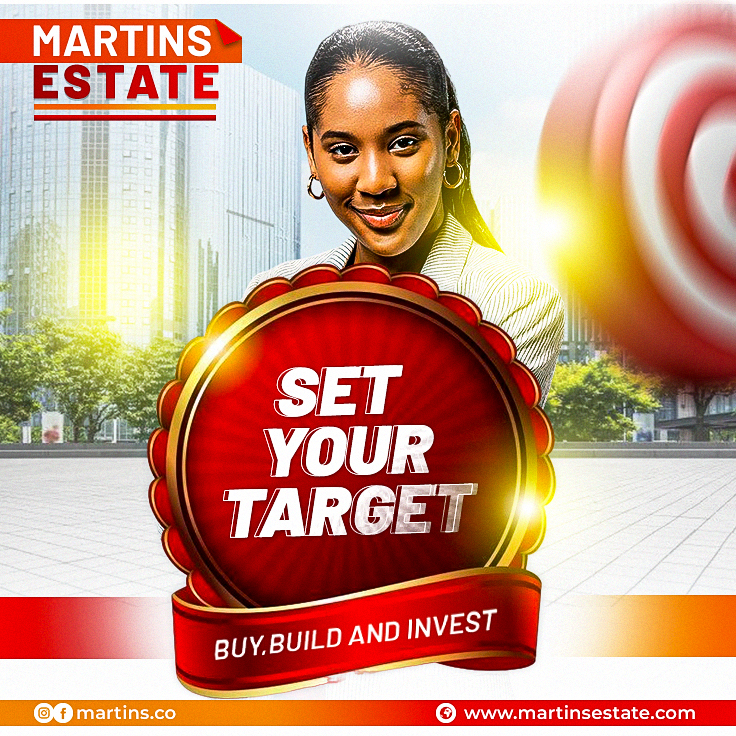 MARTINS
ESTATE
SET
YOUR
TARGET
BUY.BUILD AND INVEST
martins.co
www.martinsestate.com